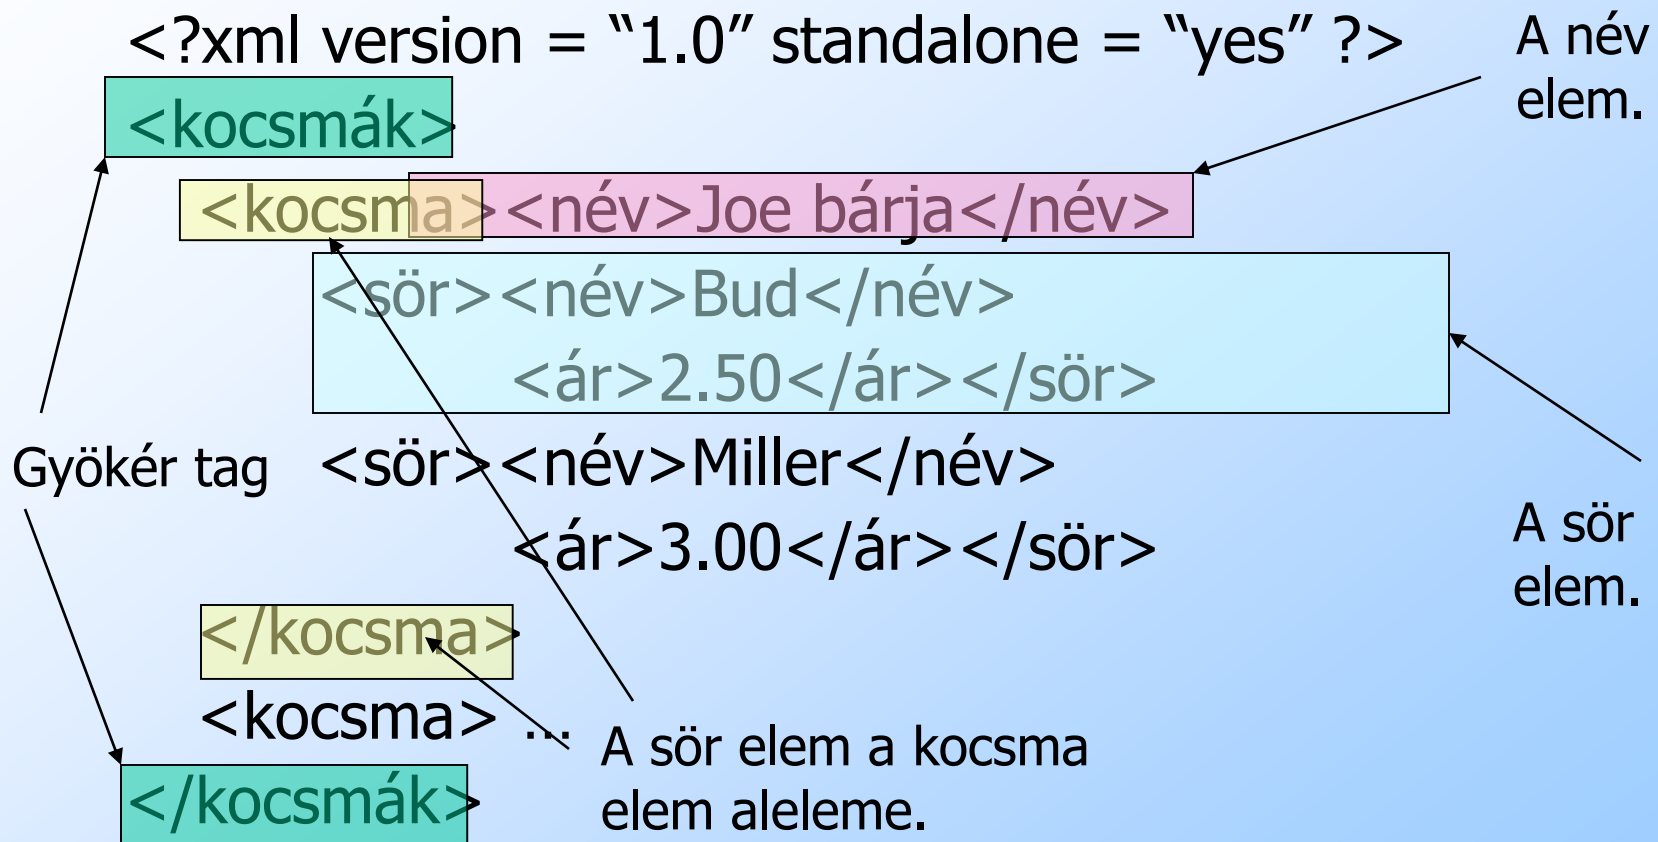 <?xml version = “1.0” standalone = “yes” ?>
A név
elem.
<kocsmák>
<kocsma><név>Joe bárja</név>
<sör><név>Bud</név>
<ár>2.50</ár></sör>
Gyökér tag
<sör><név>Miller</név>
<ár>3.00</ár></sör>
A sör
elem.
</kocsma>
<kocsma> …
A sör elem a kocsma
elem aleleme.
</kocsmák>